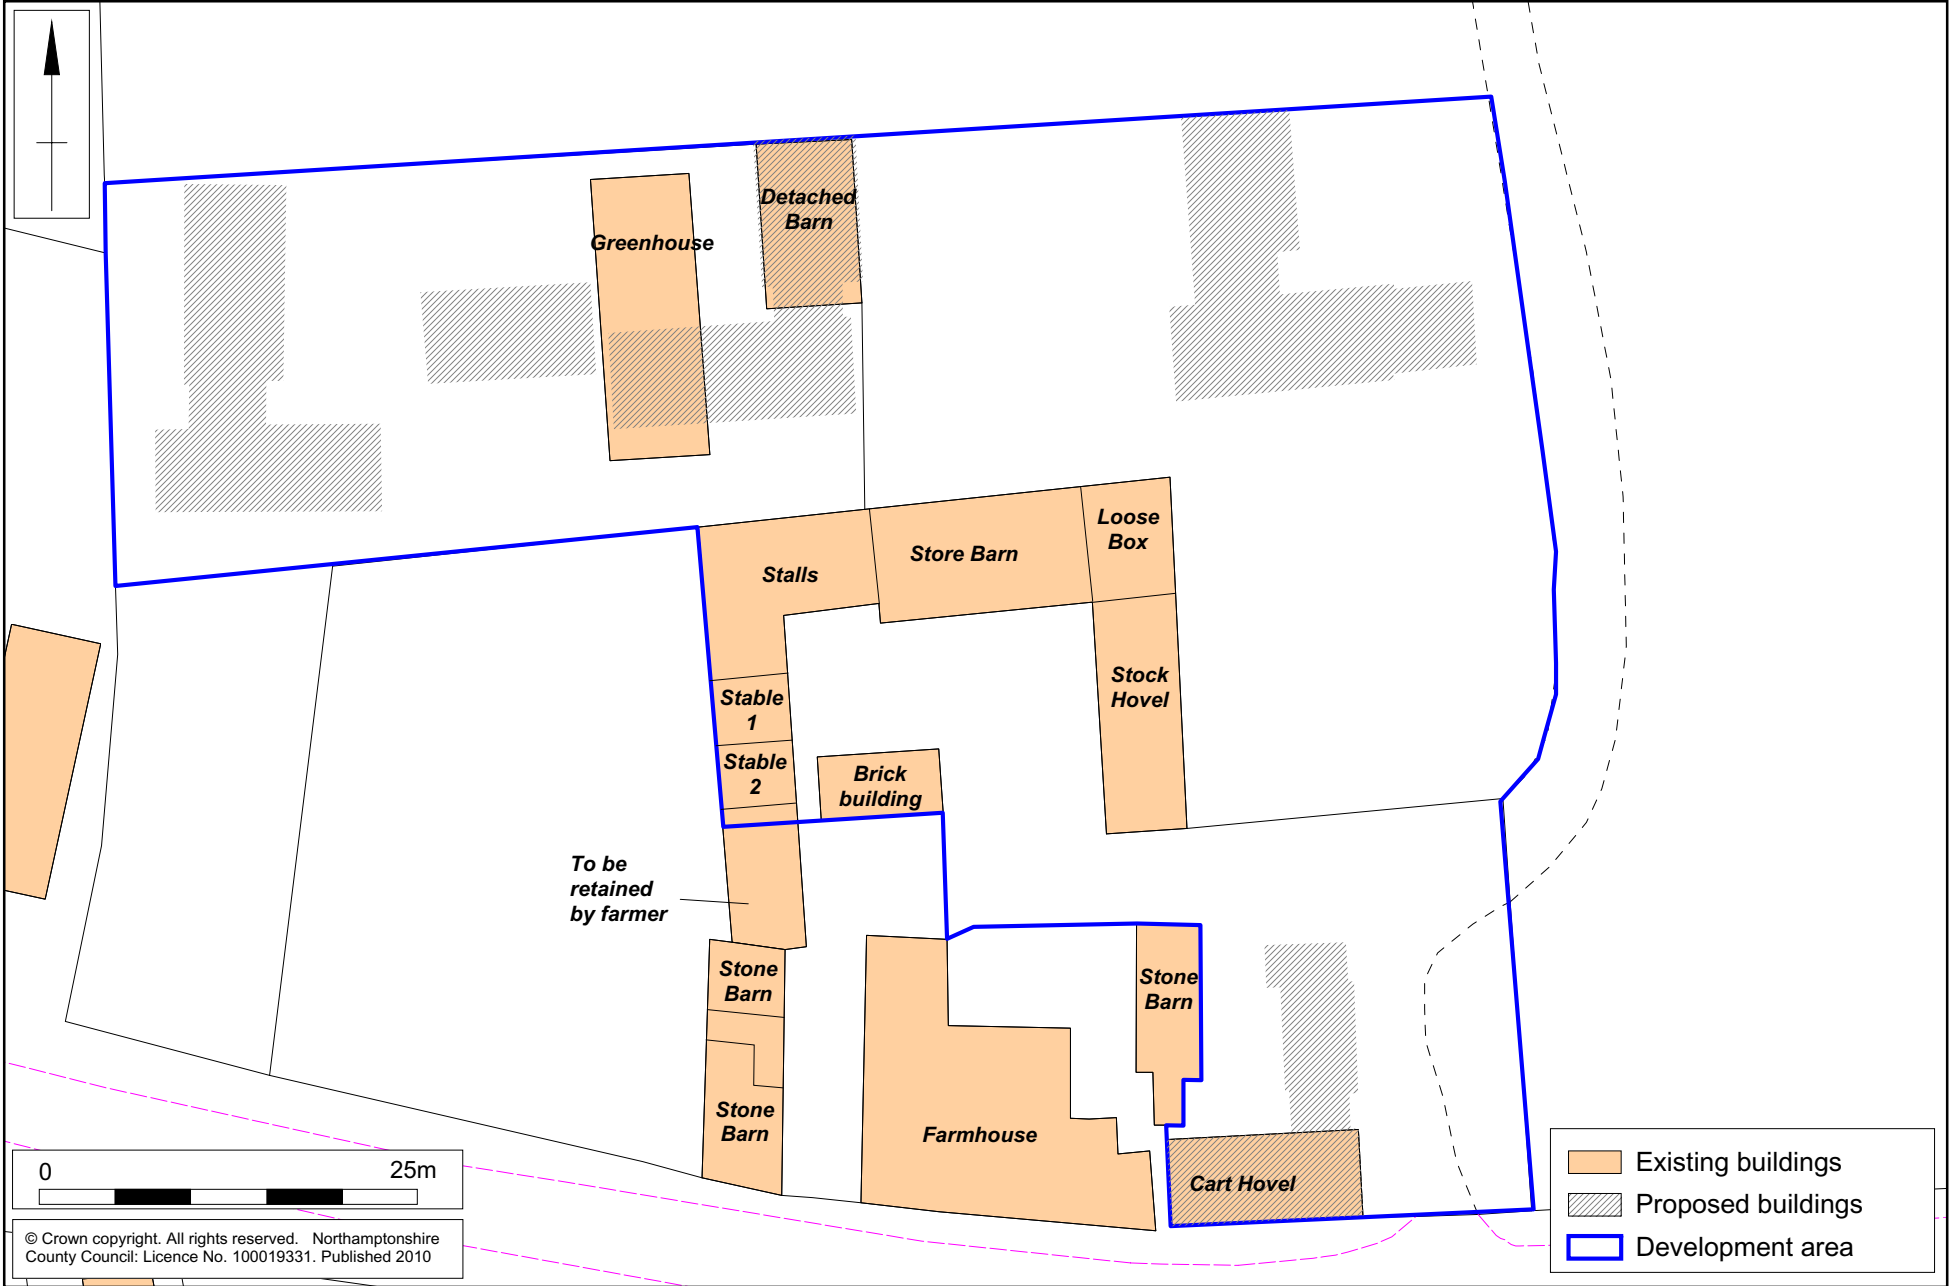 Detached
Barn
Greenhouse
Loose
Box
Store Barn
Stalls
Stock
Hovel
Stable
1
Stable
2
Brick
building
To be
retained
by farmer
Stone
Barn
Stone
Barn
Stone
Barn
Farmhouse
Cart Hovel
0 25m
© Crown copyright. All rights reserved. Northamptonshire
County Council: Licence No. 100019331. Published 2010
Existing buildings
Proposed buildings
Development area